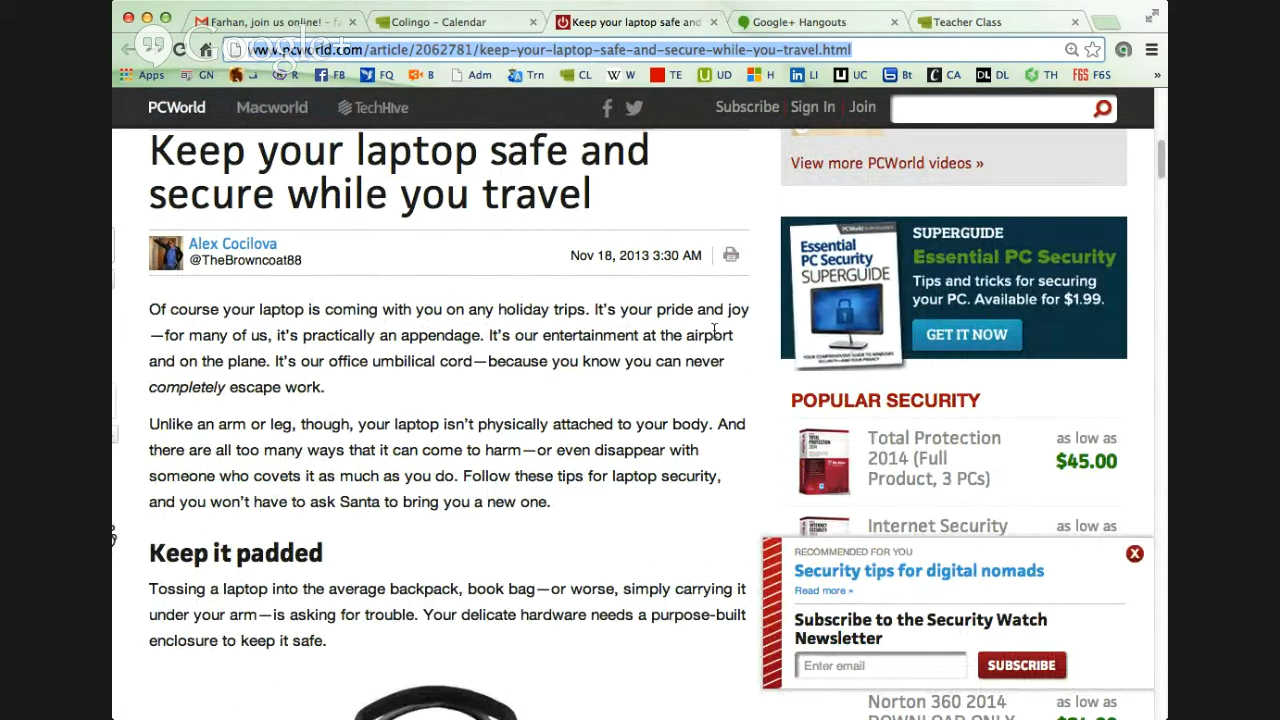 Farhan, join us online! –
Colingo – Calendar
Keep your laptop safe and
Google+ Hangouts
Teacher Class
Google+
www.pcworld.com/article/2062781/keep-your-laptop-safe-and-secure-while-you-travel.html
Apps GN R FB FQ B Adm Trn CL W W TE UD H LI UC Bt CA DL DL TH F6S F6S »
PCWorld Macworld TechHive Subscribe Sign In Join
Keep your laptop safe and
secure while you travel
Alex Cocilova
@TheBrowncoat88
Nov 18, 2013 3:30 AM
Of course your laptop is coming with you on any holiday trips. It's your pride and joy
—for many of us, it's practically an appendage. It's our entertainment at the airport
and on the plane. It's our office umbilical cord—because you know you can never
completely escape work.
Unlike an arm or leg, though, your laptop isn't physically attached to your body. And
there are all too many ways that it can come to harm—or even disappear with
someone who covets it as much as you do. Follow these tips for laptop security,
and you won't have to ask Santa to bring you a new one.
Keep it padded
Tossing a laptop into the average backpack, book bag—or worse, simply carrying it
under your arm—is asking for trouble. Your delicate hardware needs a purpose-built
enclosure to keep it safe.
View more PCWorld videos »
Essential
PC Security
SUPERGUIDE
SUPERGUIDE
Essential PC Security
Tips and tricks for securing
your PC. Available for $1.99.
GET IT NOW
POPULAR SECURITY
Total Protection
2014 (Full
Product, 3 PCs)
as low as
$45.00
Internet Security as low as
RECOMMENDED FOR YOU
Security tips for digital nomads
Read more »
Subscribe to the Security Watch
Newsletter
Enter email SUBSCRIBE
Norton 360 2014 as low as
DOWNLOAD ONLY